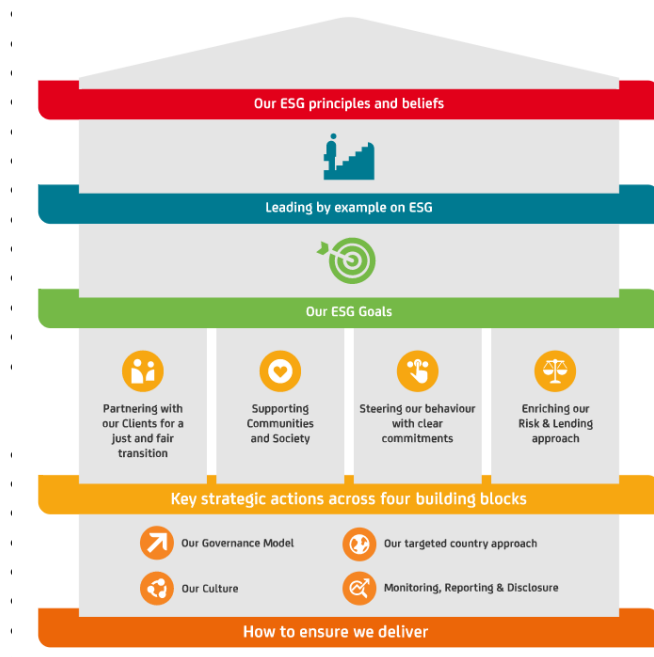 Our ESG principles and beliefs
Leading by example on ESG
Our ESG Goals
Partnering with
our Clients for a
just and fair
transition
Supporting
Communities
and Society
Steering our behaviour
with clear
commitments
Enriching our
Risk & Lending
approach
Key strategic actions across four building blocks
Our Governance Model
Our targeted country approach
Our Culture
Monitoring, Reporting & Disclosure
How to ensure we deliver